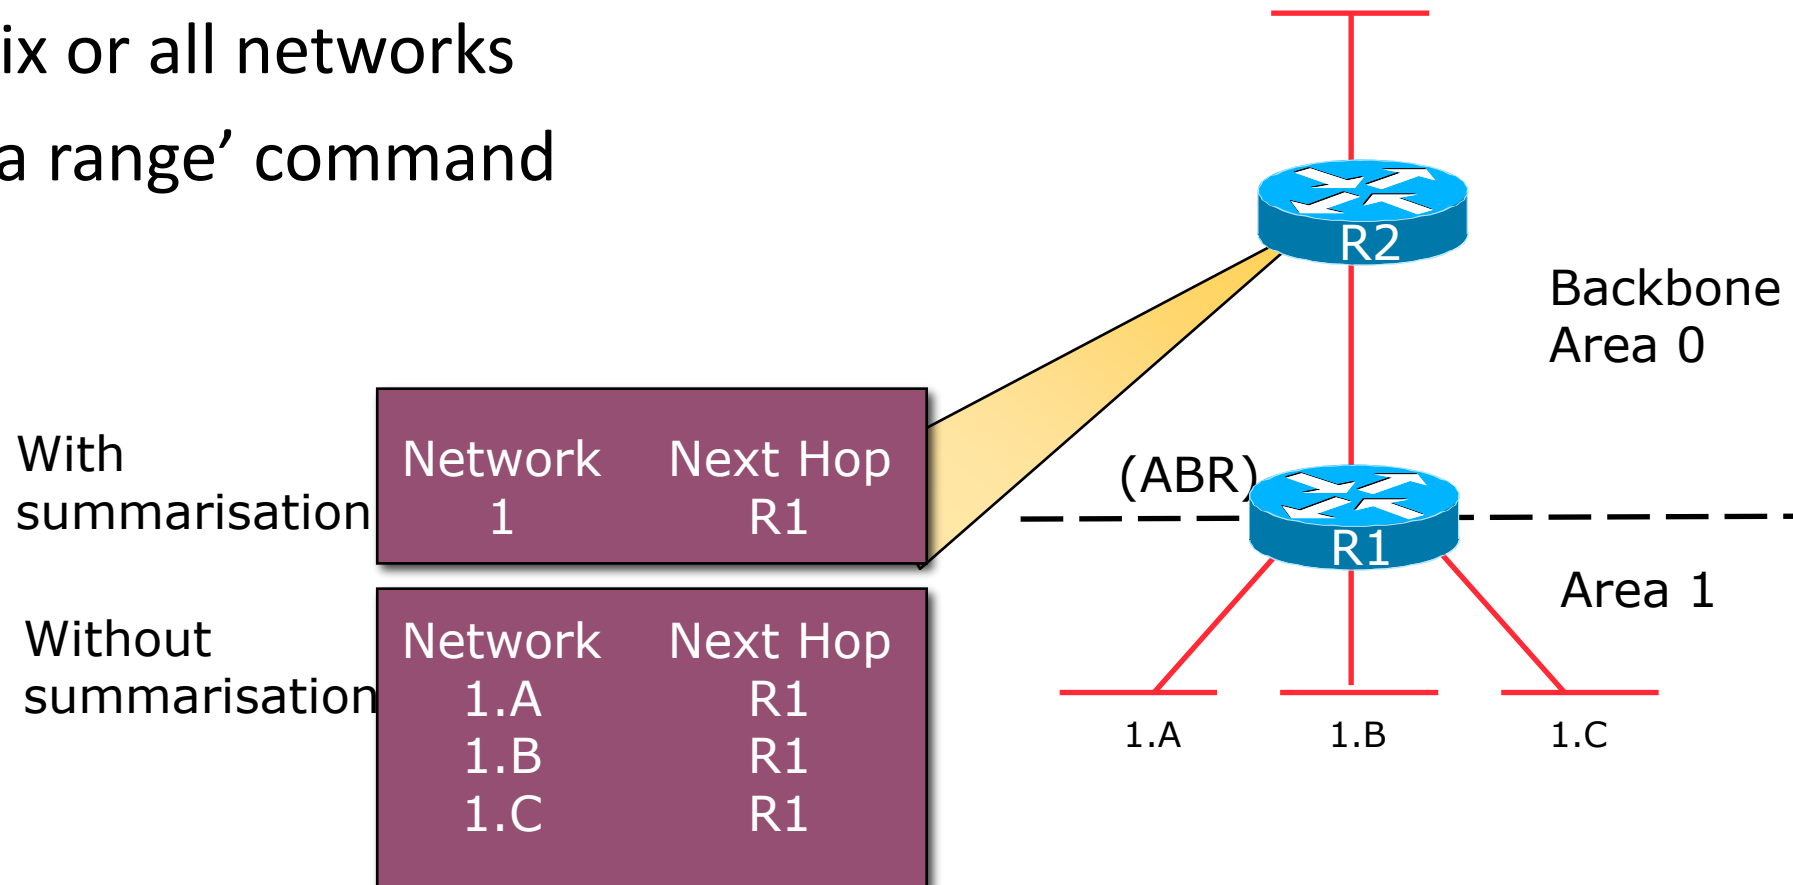 ix or all networks
a range’ command
R2
Backbone
Area 0
With
summarisation
Network Next Hop
1 R1
(ABR)
R1
Area 1
Without
summarisation
Network Next Hop
1.A R1
1.B R1
1.C R1
1.A 1.B 1.C